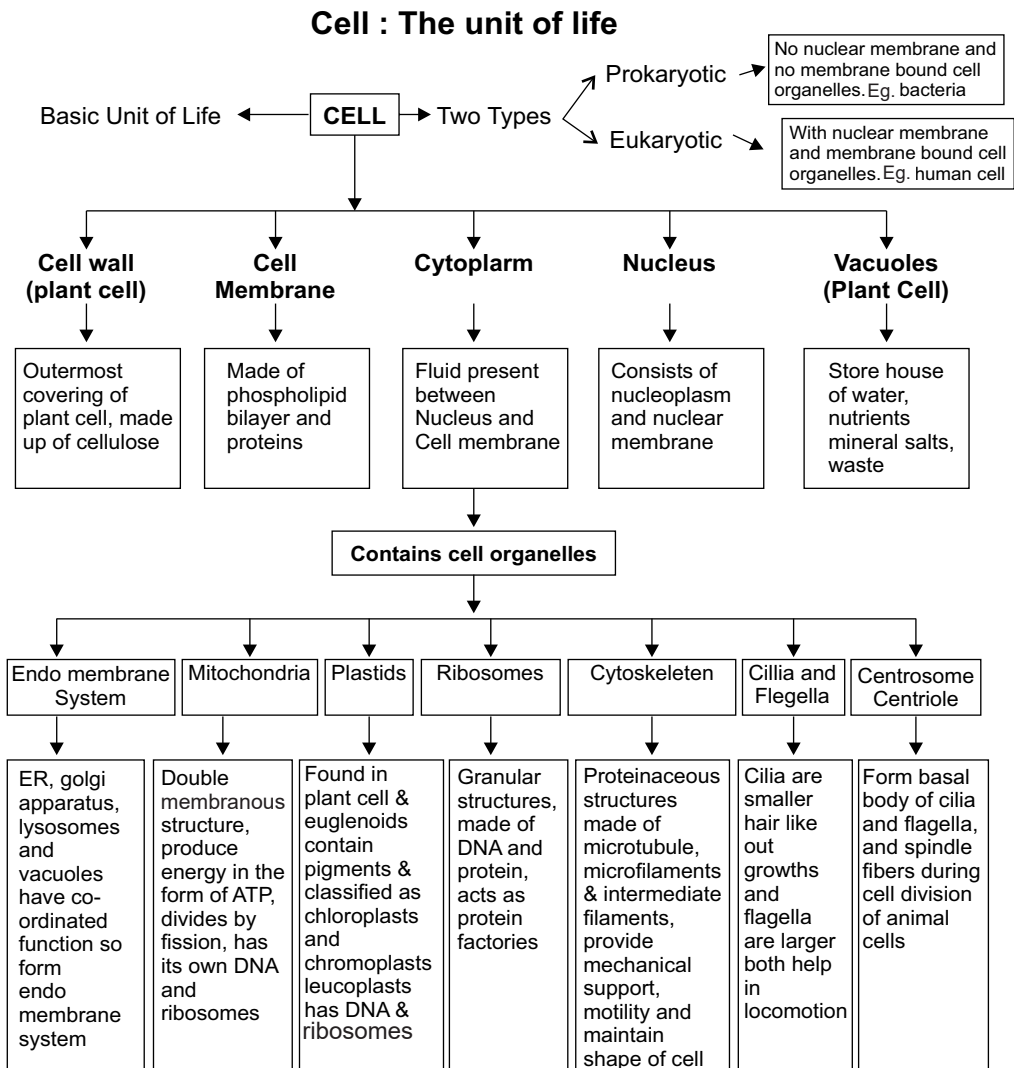 Cell : The unit of life
Basic Unit of Life
CELL
Two Types
Prokaryotic
No nuclear membrane and
no membrane bound cell
organelles. Eg. bacteria
Eukaryotic
With nuclear membrane
and membrane bound cell
organelles. Eg. human cell
Cell wall
(plant cell)
Cell
Membrane
Cytoplarm
Nucleus
Vacuoles
(Plant Cell)
Outermost
covering of
plant cell, made
up of cellulose
Made of
phospholipid
bilayer and
proteins
Fluid present
between
Nucleus and
Cell membrane
Consists of
nucleoplasm
and nuclear
membrane
Store house
of water,
nutrients
mineral salts,
waste
Contains cell organelles
Endo membrane
System
Mitochondria
Plastids
Ribosomes
Cytoskeleten
Cillia and
Flegella
Centrosome
Centriole
ER, golgi
apparatus,
lysosomes
and
vacuoles
have co-
ordinated
function so
form
endo
membrane
system
Double
membranous
structure,
produce
energy in the
form of ATP,
divides by
fission, has
its own DNA
and
ribosomes
Found in
plant cell &
euglenoids
contain
pigments &
classified as
chloroplasts
and
chromoplasts
leucoplasts
has DNA &
ribosomes
Granular
structures,
made of
DNA and
protein,
acts as
protein
factories
Proteinaceous
structures
made of
microtubule,
microfilaments
& intermediate
filaments,
provide
mechanical
support,
motility and
maintain
shape of cell
Cilia are
smaller
hair like
out
growths
and
flagella
are larger
both help
in
locomotion
Form basal
body of cilia
and flagella,
and spindle
fibers during
cell division
of animal
cells